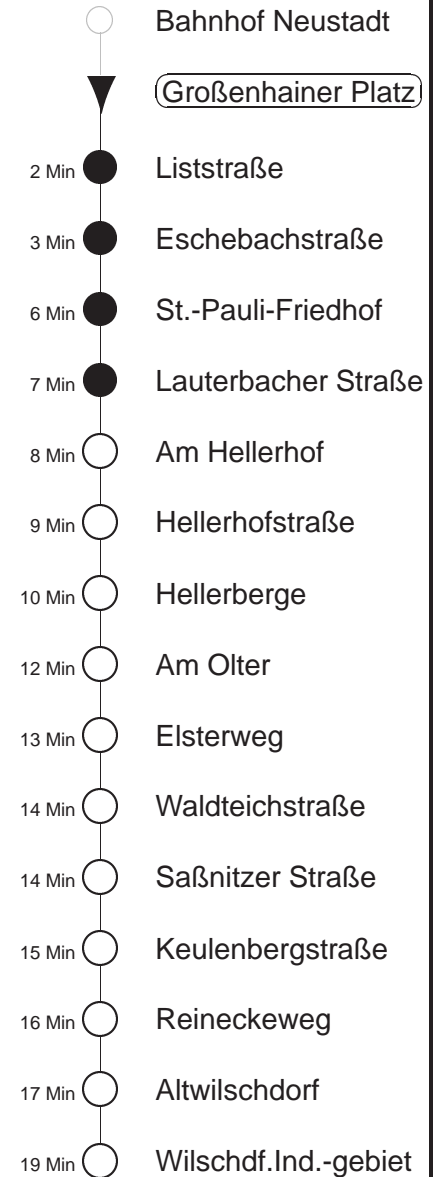 Bahnhof Neustadt
Großenhainer Platz
2 Min Liststraße
3 Min Eschebachstraße
6 Min St.-Pauli-Friedhof
7 Min Lauterbacher Straße
8 Min Am Hellerhof
9 Min Hellerhofstraße
10 Min Hellerberge
12 Min Am Olter
13 Min Elsterweg
14 Min Waldteichstraße
14 Min Saßnitzer Straße
15 Min Keulenbergstraße
16 Min Reineckeweg
17 Min Altwilschdorf
19 Min Wilschdf.Ind.-gebiet